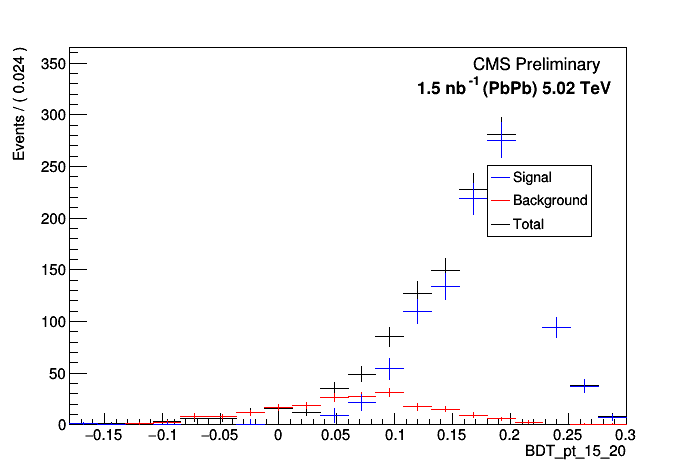 CMS Preliminary
1.5 nb⁻¹ (PbPb) 5.02 TeV
Events / ( 0.024 )
350
300
250
200
150
100
50
0
Signal
Background
Total
−0.15 −0.1 −0.05 0 0.05 0.1 0.15 0.2 0.25 0.3
BDT_pt_15_20